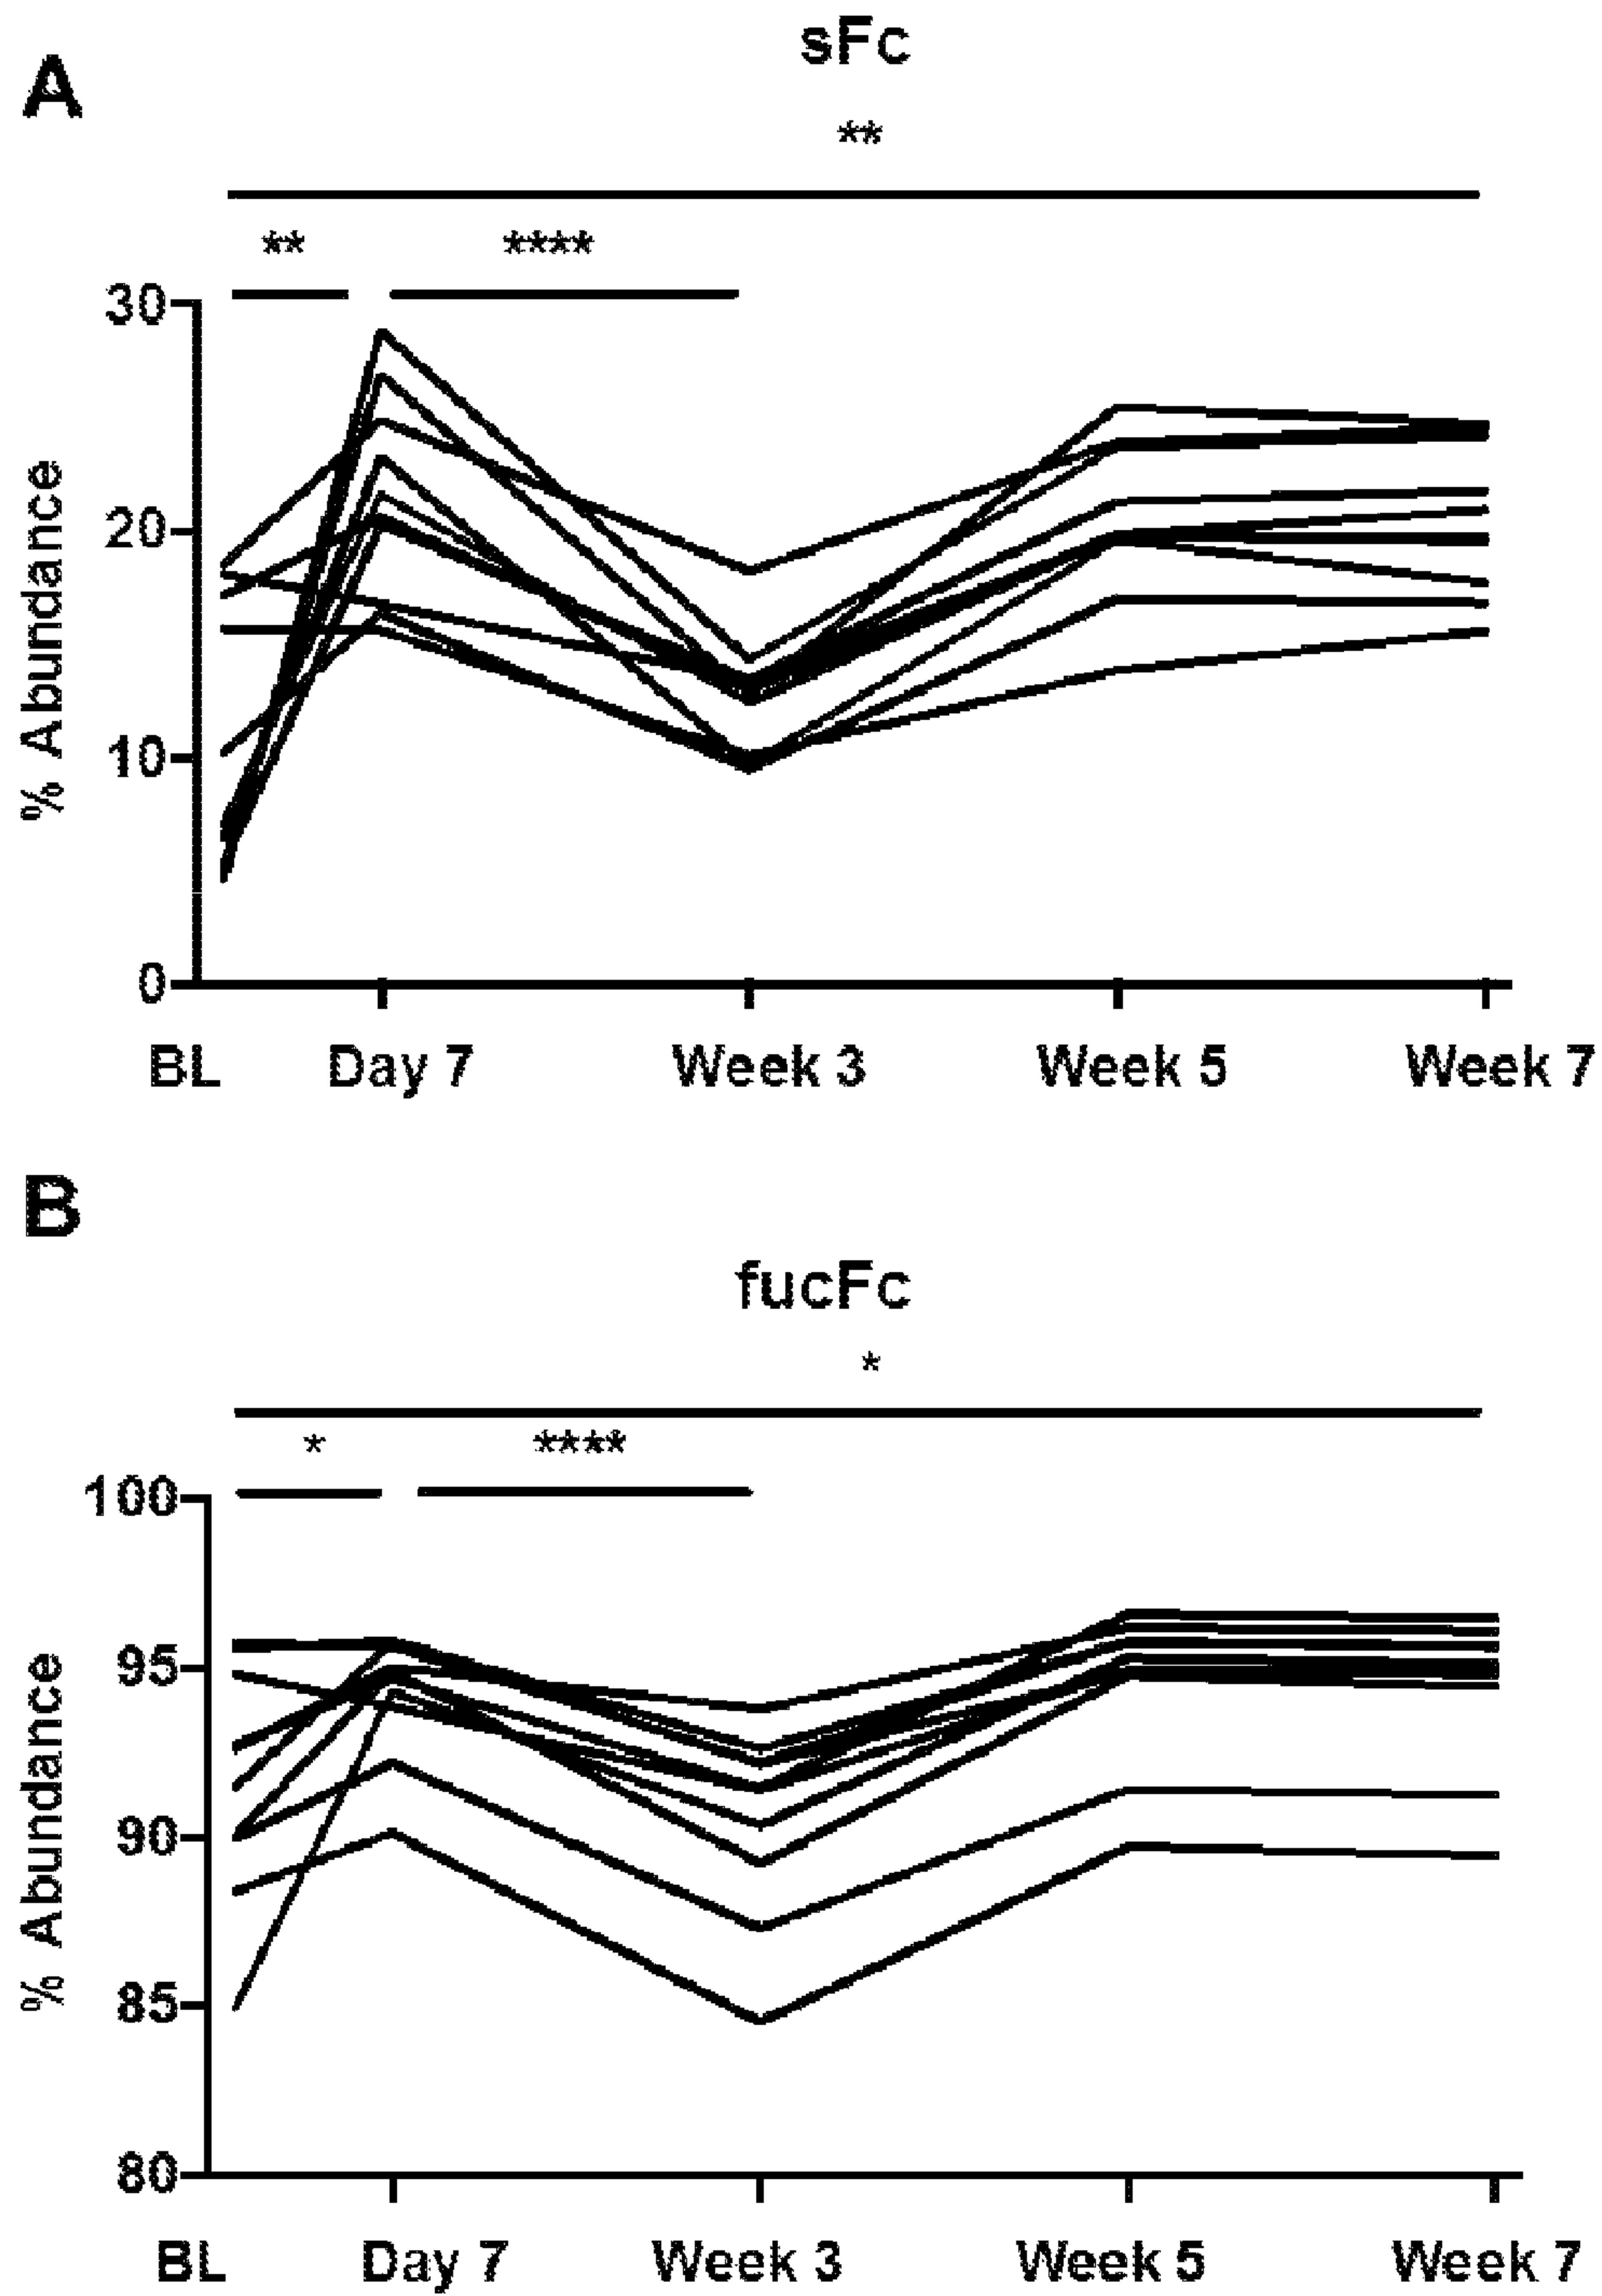 A
sFc
**
** ****
30
20
10
0
% Abundance
BL Day 7 Week 3 Week 5 Week 7
B
fucFc
*
* ****
100
95
90
85
80
% Abundance
BL Day 7 Week 3 Week 5 Week 7